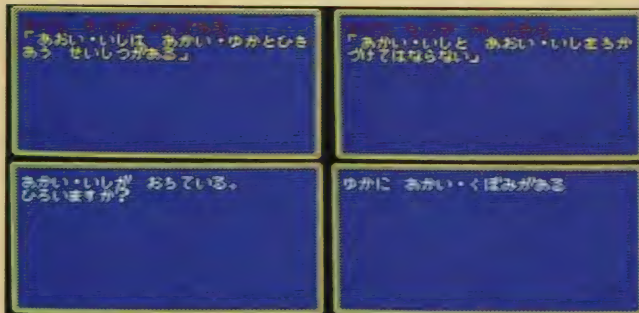 「あおい・いしは　あかい・ゆかとひき
あう　せいしつがある」
「あかい・いしと　あおい・いしをちか
づけてはならない」
あかい・いしが　おちている。
ひろいますか?
ゆかに　あかい・くぼみがある